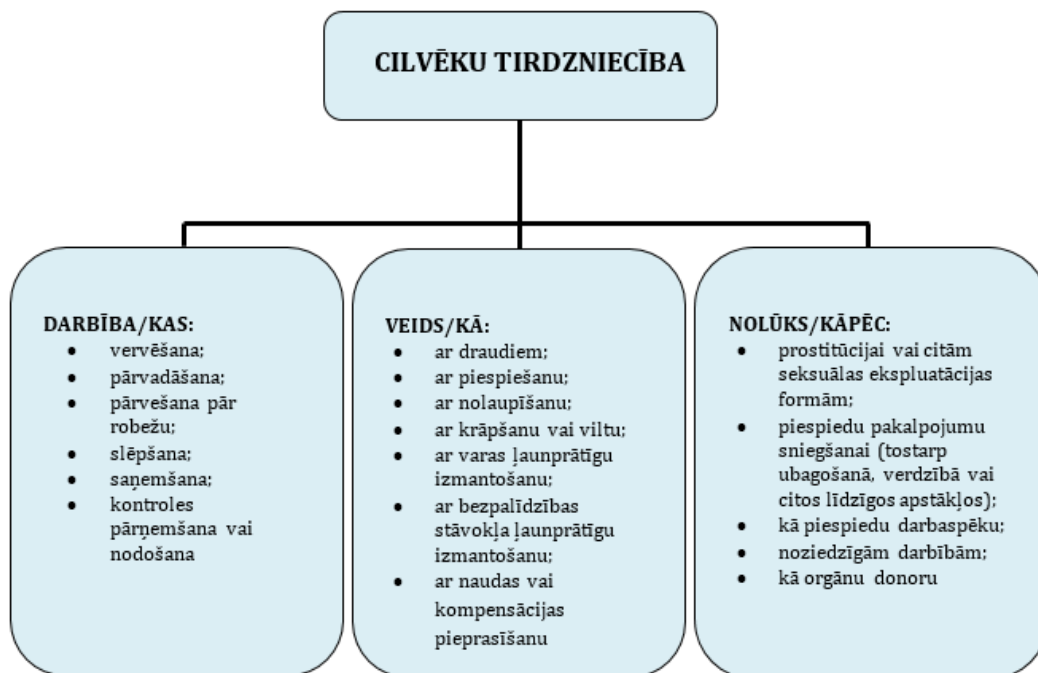 CILVĒKU TIRDZNIECĪBA
DARBĪBA/KAS:
• vervēšana;
• pārvadāšana;
• pārvešana pār
robežu;
• slēpšana;
• saņemšana;
• kontroles
pārņemšana vai
nodošana
VEIDS/KĀ:
• ar draudiem;
• ar piespiešanu;
• ar nolaupīšanu;
• ar krāpšanu vai viltu;
• ar varas ļaunprātīgu
izmantošanu;
• ar bezpalīdzības
stāvokļa ļaunprātīgu
izmantošanu;
• ar naudas vai
kompensācijas
pieprasīšanu
NOLŪKS/KĀPĒC:
• prostitūcijai vai citām
seksuālas ekspluatācijas
formām;
• piespiedu pakalpojumu
sniegšanai (tostarp
ubagošanā, verdzībā vai
citos līdzīgos apstākļos);
• kā piespiedu darbaspēku;
• noziedzīgām darbībām;
• kā orgānu donoru